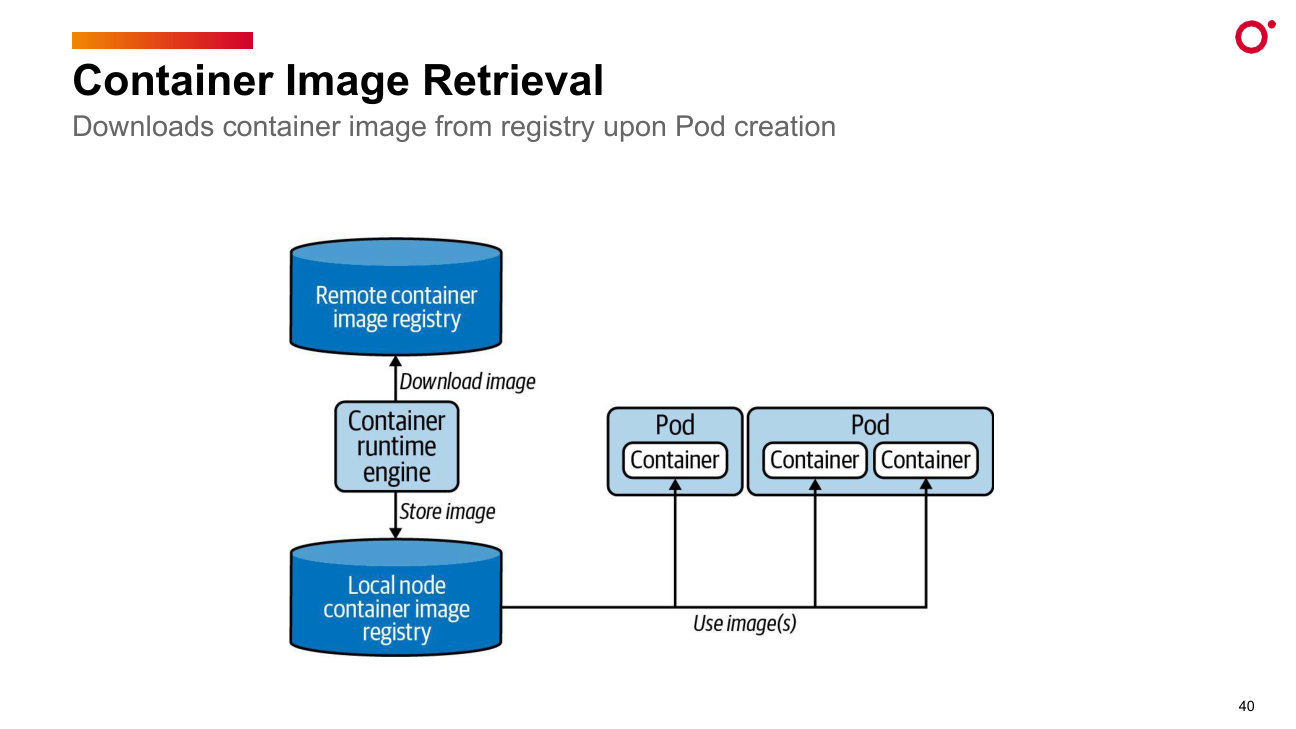 Container Image Retrieval
Downloads container image from registry upon Pod creation
Remote container
image registry
Download image
Container
runtime
engine
Store image
Local node
container image
registry
Pod
Container
Pod
Container
Container
Use image(s)
40